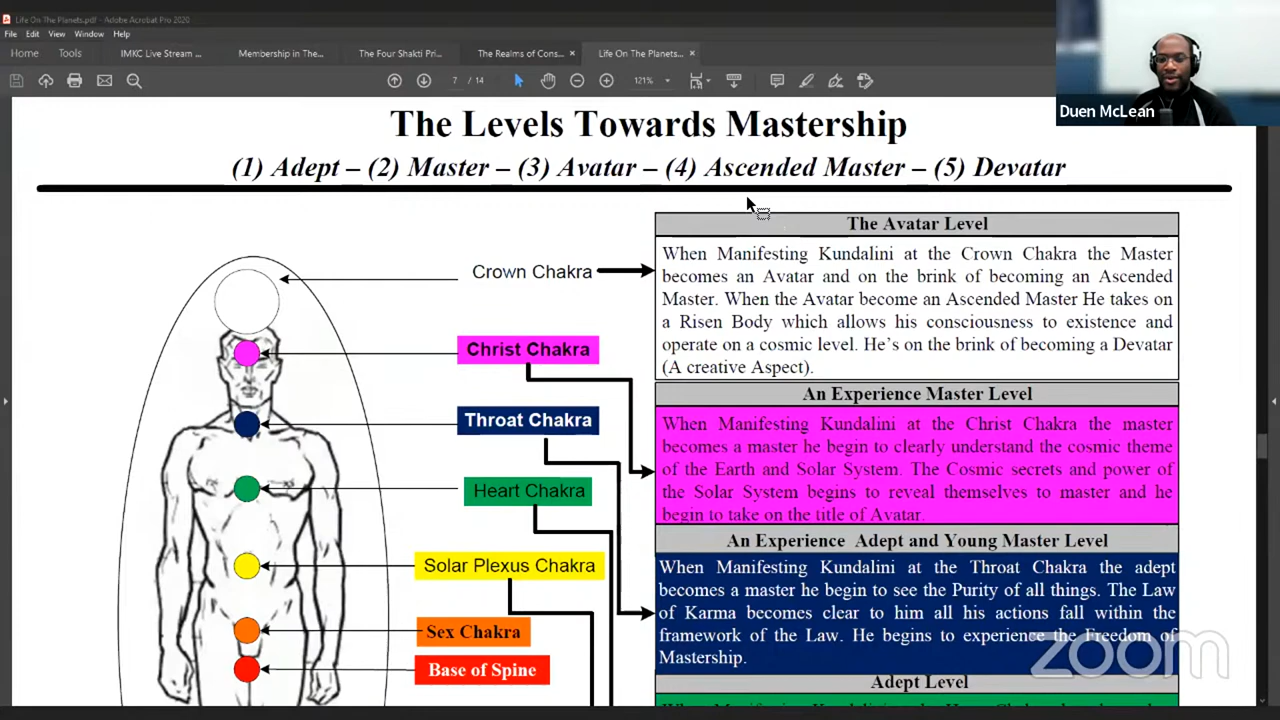 Life On The Planets.pdf - Adobe Acrobat Pro 2020
File Edit View Window Help
Home Tools IMKC Live Stream ... Membership in The... The Four Shakti Pri... The Realms of Cons... × Life On The Planets... ×
7 / 14 121%
Duen McLean
The Levels Towards Mastership
(1) Adept – (2) Master – (3) Avatar – (4) Ascended Master – (5) Devatar
The Avatar Level
When Manifesting Kundalini at the Crown Chakra the Master
becomes an Avatar and on the brink of becoming an Ascended
Master. When the Avatar become an Ascended Master He takes on
a Risen Body which allows his consciousness to existence and
operate on a cosmic level. He's on the brink of becoming a Devatar
(A creative Aspect).
Crown Chakra
Christ Chakra
An Experience Master Level
When Manifesting Kundalini at the Christ Chakra the master
becomes a master he begin to clearly understand the cosmic theme
of the Earth and Solar System. The Cosmic secrets and power of
the Solar System begins to reveal themselves to master and he
begin to take on the title of Avatar.
Throat Chakra
Heart Chakra
An Experience Adept and Young Master Level
When Manifesting Kundalini at the Throat Chakra the adept
becomes a master he begin to see the Purity of all things. The Law
of Karma becomes clear to him all his actions fall within the
framework of the Law. He begins to experience the Freedom of
Mastership.
Solar Plexus Chakra
Sex Chakra
Base of Spine
Adept Level
zoom